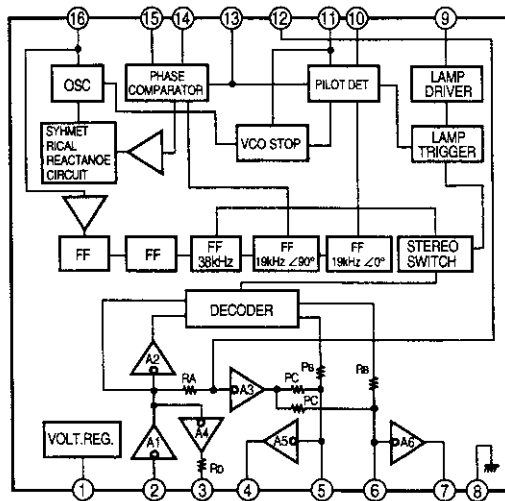 16 15 14 13 12 11 10 9
OSC
PHASE
COMPARATOR
PILOT DET
LAMP
DRIVER
SYHMET
RICAL
REACTANOE
CIRCUIT
VCO STOP
LAMP
TRIGGER
FF
FF
FF
38kHz
FF
19kHz ∠90°
FF
19kHz ∠0°
STEREO
SWITCH
DECODER
A2
RA
A3
PC
PC
PB
RB
VOLT.REG.
A1
A4
RD
A5
A6
1 2 3 4 5 6 7 8